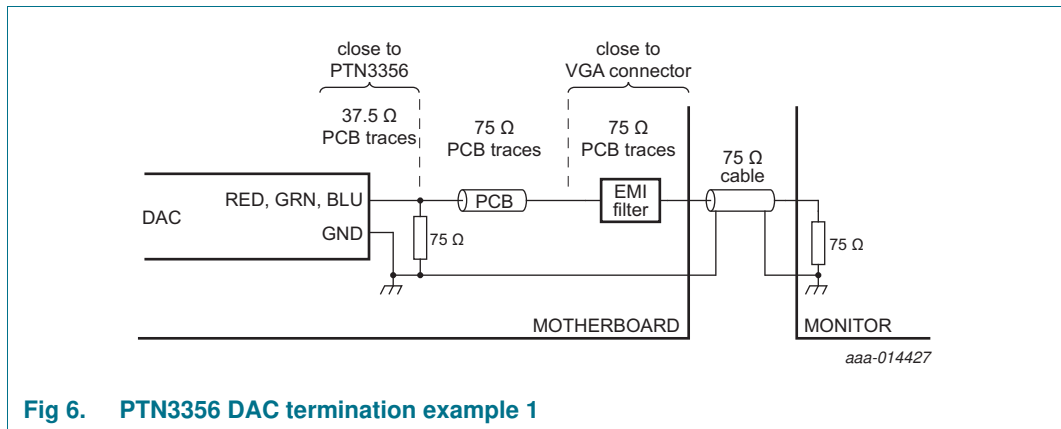 close to
PTN3356
close to
VGA connector
37.5 Ω
PCB traces
75 Ω
PCB traces
75 Ω
PCB traces
75 Ω
cable
DAC
RED, GRN, BLU
GND
75 Ω
PCB
EMI
filter
75 Ω
MOTHERBOARD
MONITOR
aaa-014427
Fig 6. PTN3356 DAC termination example 1